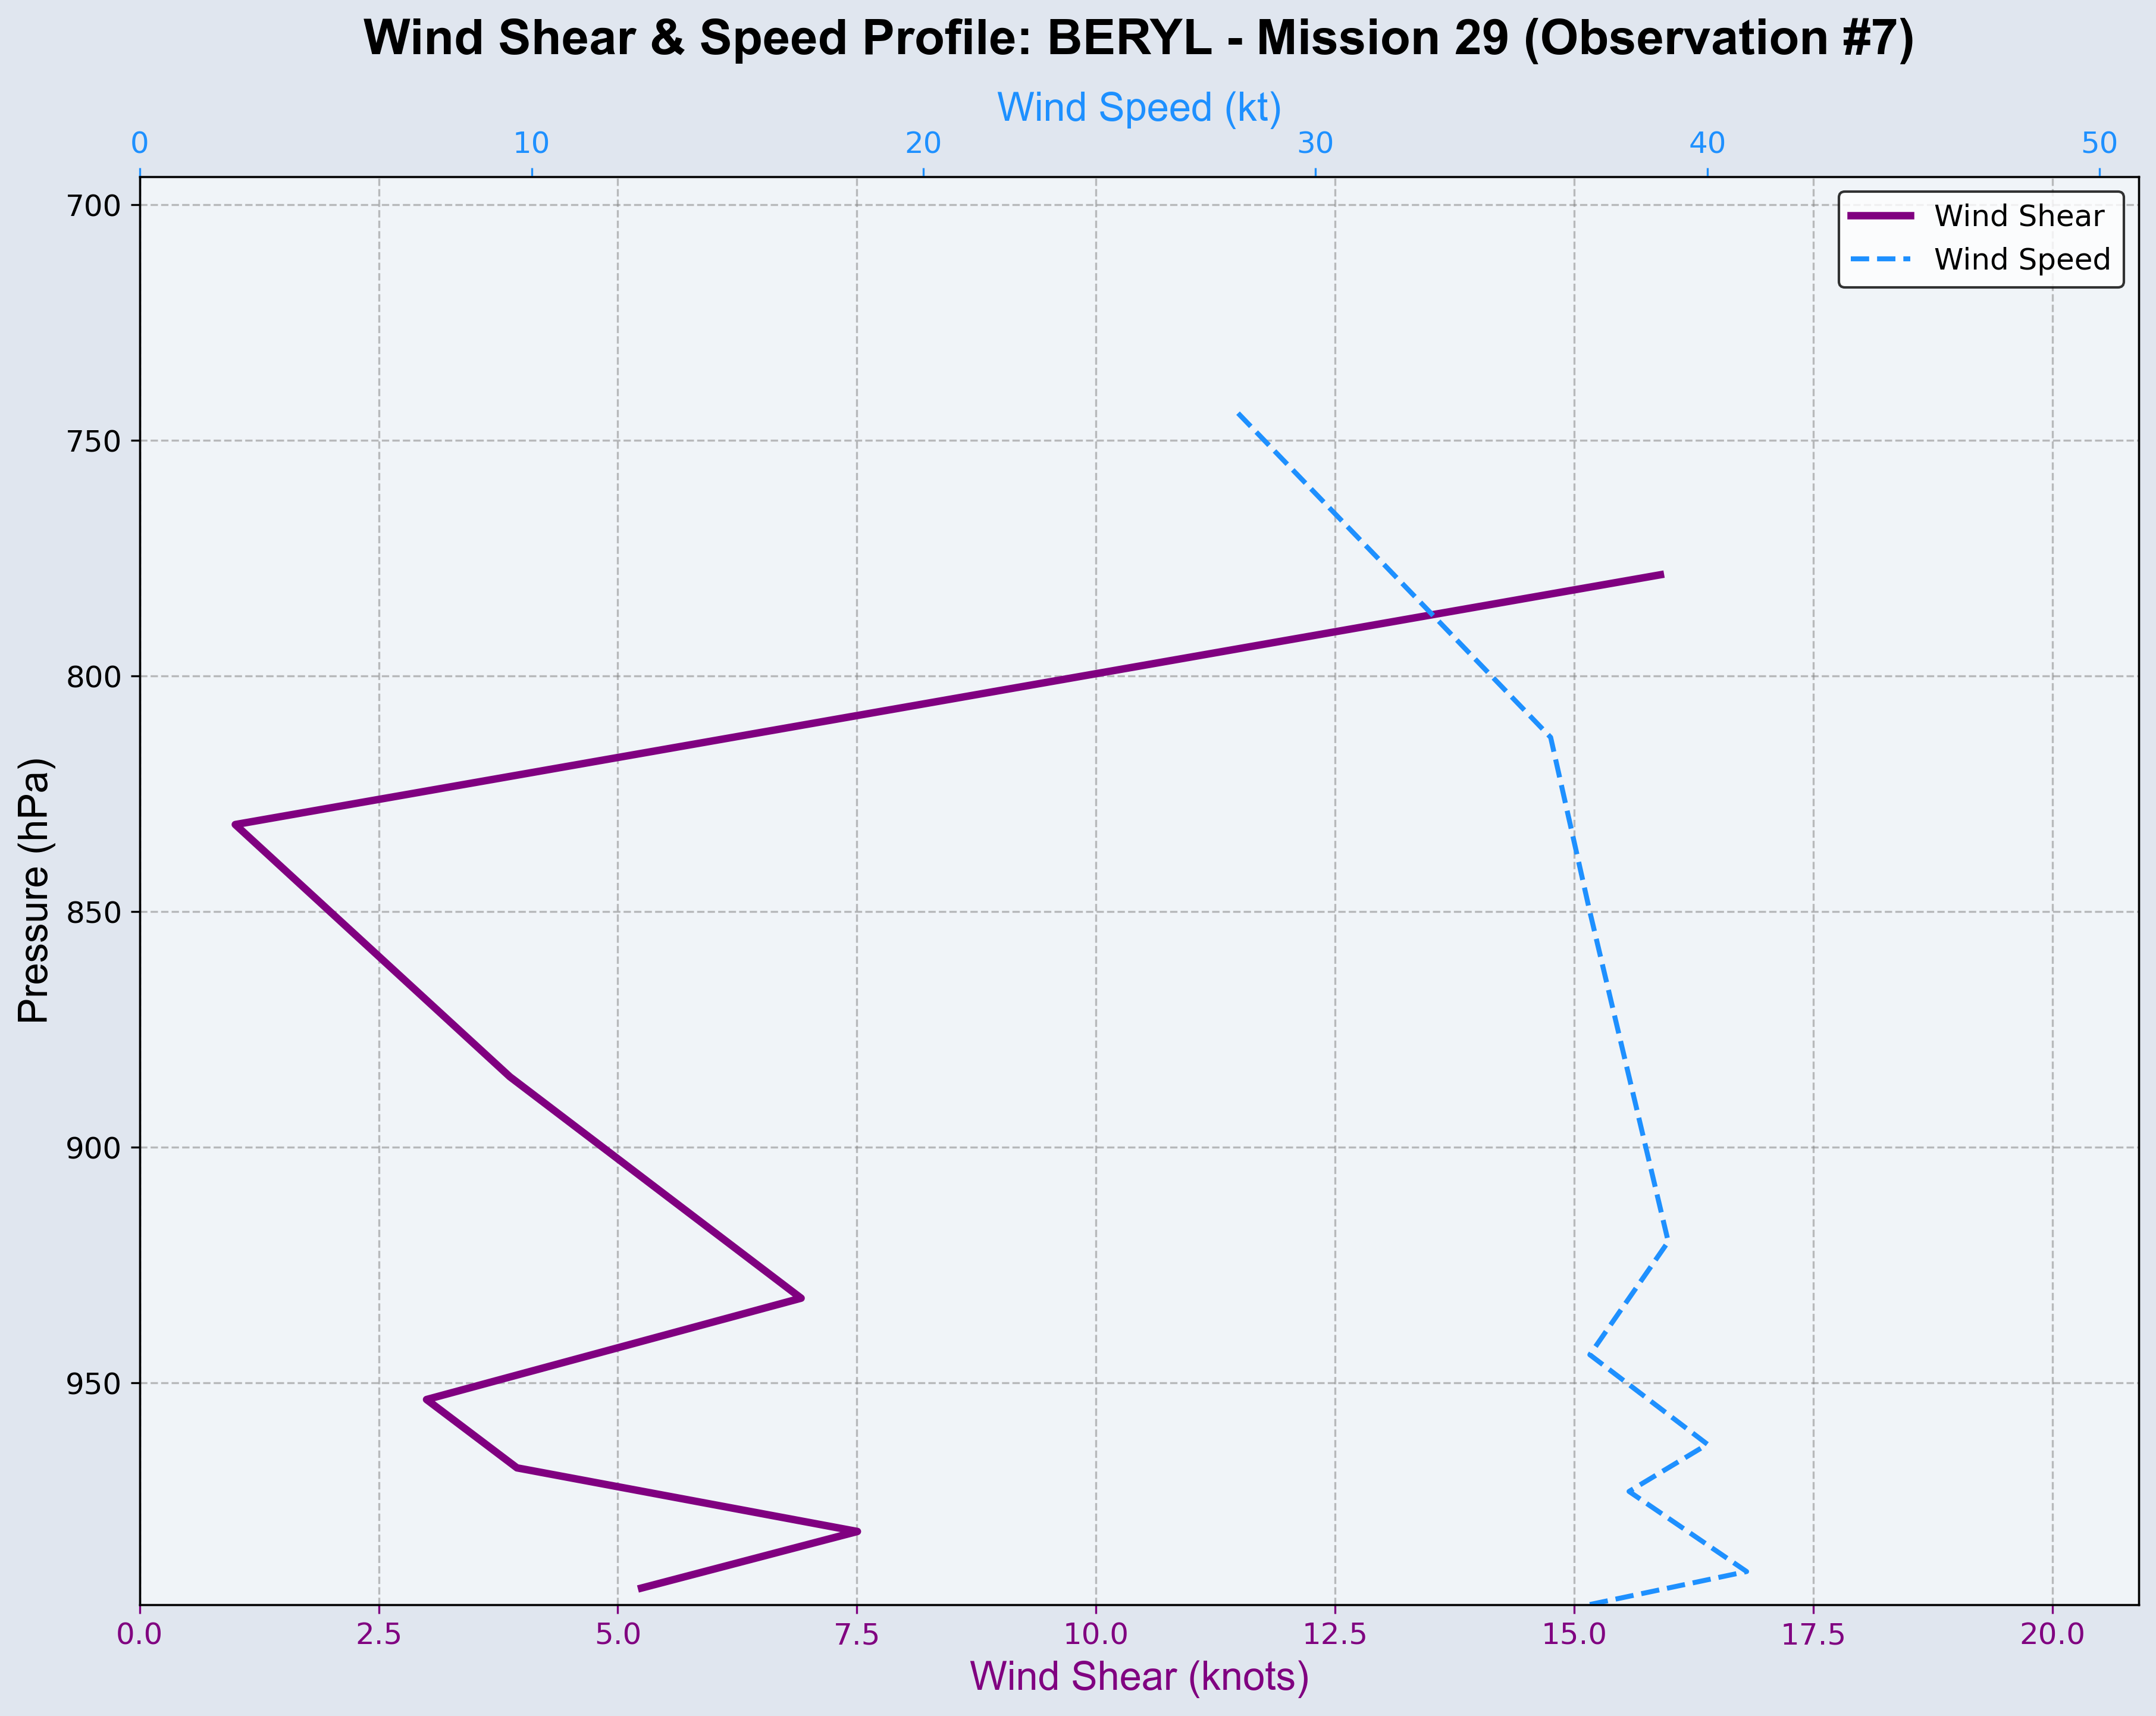 Wind Shear & Speed Profile: BERYL - Mission 29 (Observation #7)
Wind Speed (kt)
0 10 20 30 40 50
Wind Shear
Wind Speed
700
750
800
850
900
950
Pressure (hPa)
0.0 2.5 5.0 7.5 10.0 12.5 15.0 17.5 20.0
Wind Shear (knots)